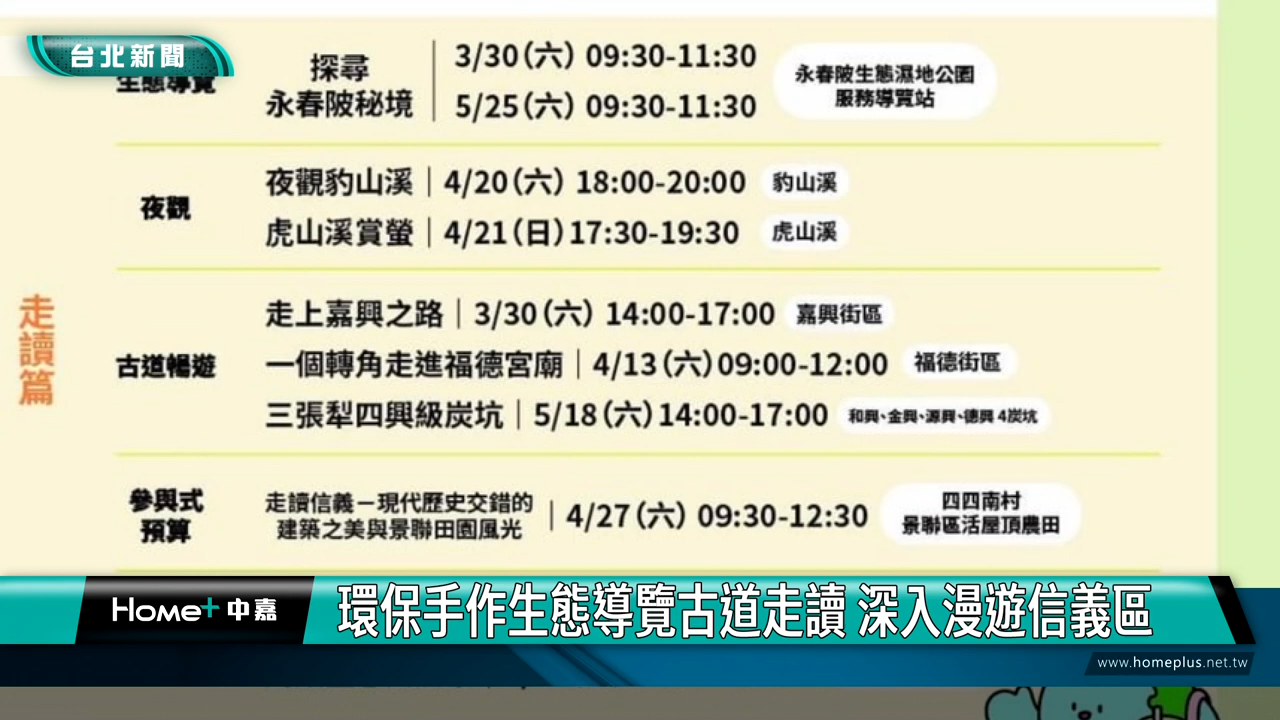 台北新聞
生態導覽
探尋
永春陂秘境
3/30(六) 09:30-11:30
5/25(六) 09:30-11:30
永春陂生態濕地公園
服務導覽站
夜觀
夜觀豹山溪｜4/20(六) 18:00-20:00 豹山溪
虎山溪賞螢｜4/21(日)17:30-19:30 虎山溪
走讀篇
古道暢遊
走上嘉興之路｜3/30(六) 14:00-17:00 嘉興街區
一個轉角走進福德宮廟｜4/13(六)09:00-12:00 福德街區
三張犁四興級炭坑｜5/18(六)14:00-17:00 和興、金興、源興、德興 4炭坑
參與式
預算
走讀信義－現代歷史交錯的
建築之美與景聯田園風光
｜4/27(六) 09:30-12:30
四四南村
景聯區活屋頂農田
Home+中嘉
環保手作生態導覽古道走讀 深入漫遊信義區
www.homeplus.net.tw